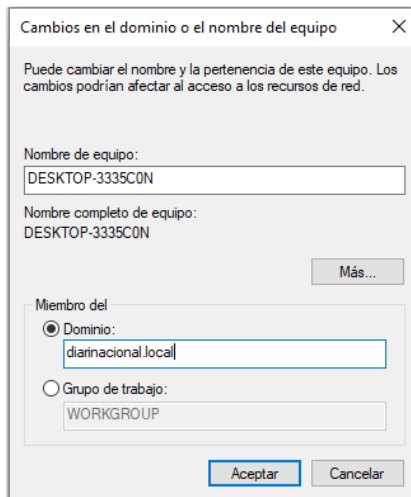 Cambios en el dominio o el nombre del equipo
Puede cambiar el nombre y la pertenencia de este equipo. Los
cambios podrían afectar al acceso a los recursos de red.
Nombre de equipo:
DESKTOP-3335C0N
Nombre completo de equipo:
DESKTOP-3335C0N
Más...
Miembro del
Dominio:
diarinacional.local
Grupo de trabajo:
WORKGROUP
Aceptar
Cancelar